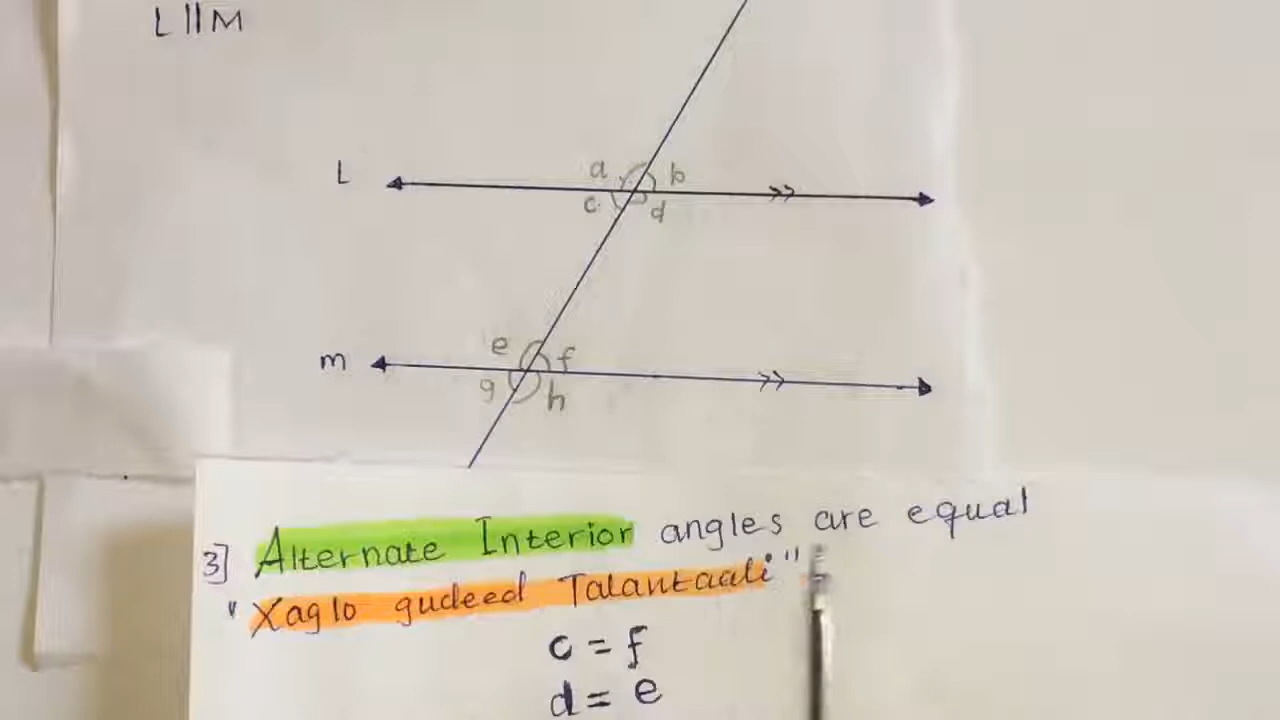 L || M
L
a b
c d
m
e f
g h
3] Alternate Interior angles are equal
"Xaglo gudeed Talantaali"
c = f
d = e